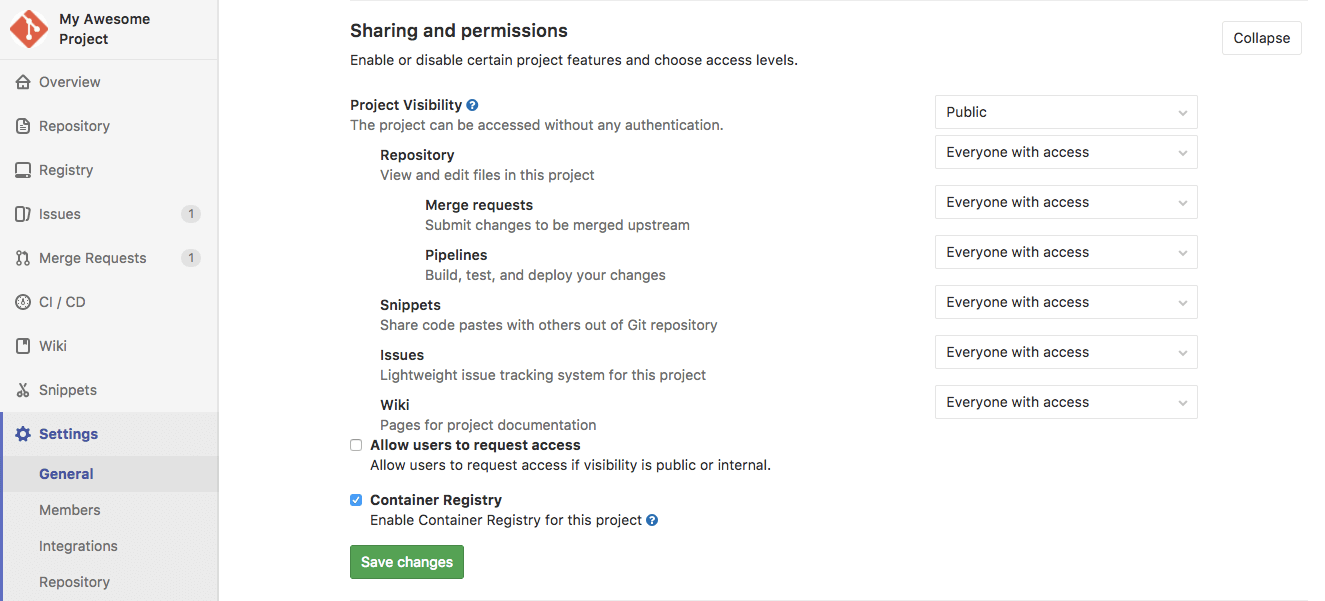 My Awesome
Project
Overview
Repository
Registry
Issues 1
Merge Requests 1
CI / CD
Wiki
Snippets
Settings
General
Members
Integrations
Repository
Sharing and permissions
Collapse
Enable or disable certain project features and choose access levels.
Project Visibility ?
Public
The project can be accessed without any authentication.
Repository
Everyone with access
View and edit files in this project
Merge requests
Everyone with access
Submit changes to be merged upstream
Pipelines
Everyone with access
Build, test, and deploy your changes
Snippets
Everyone with access
Share code pastes with others out of Git repository
Issues
Everyone with access
Lightweight issue tracking system for this project
Wiki
Everyone with access
Pages for project documentation
Allow users to request access
Allow users to request access if visibility is public or internal.
Container Registry
Enable Container Registry for this project ?
Save changes